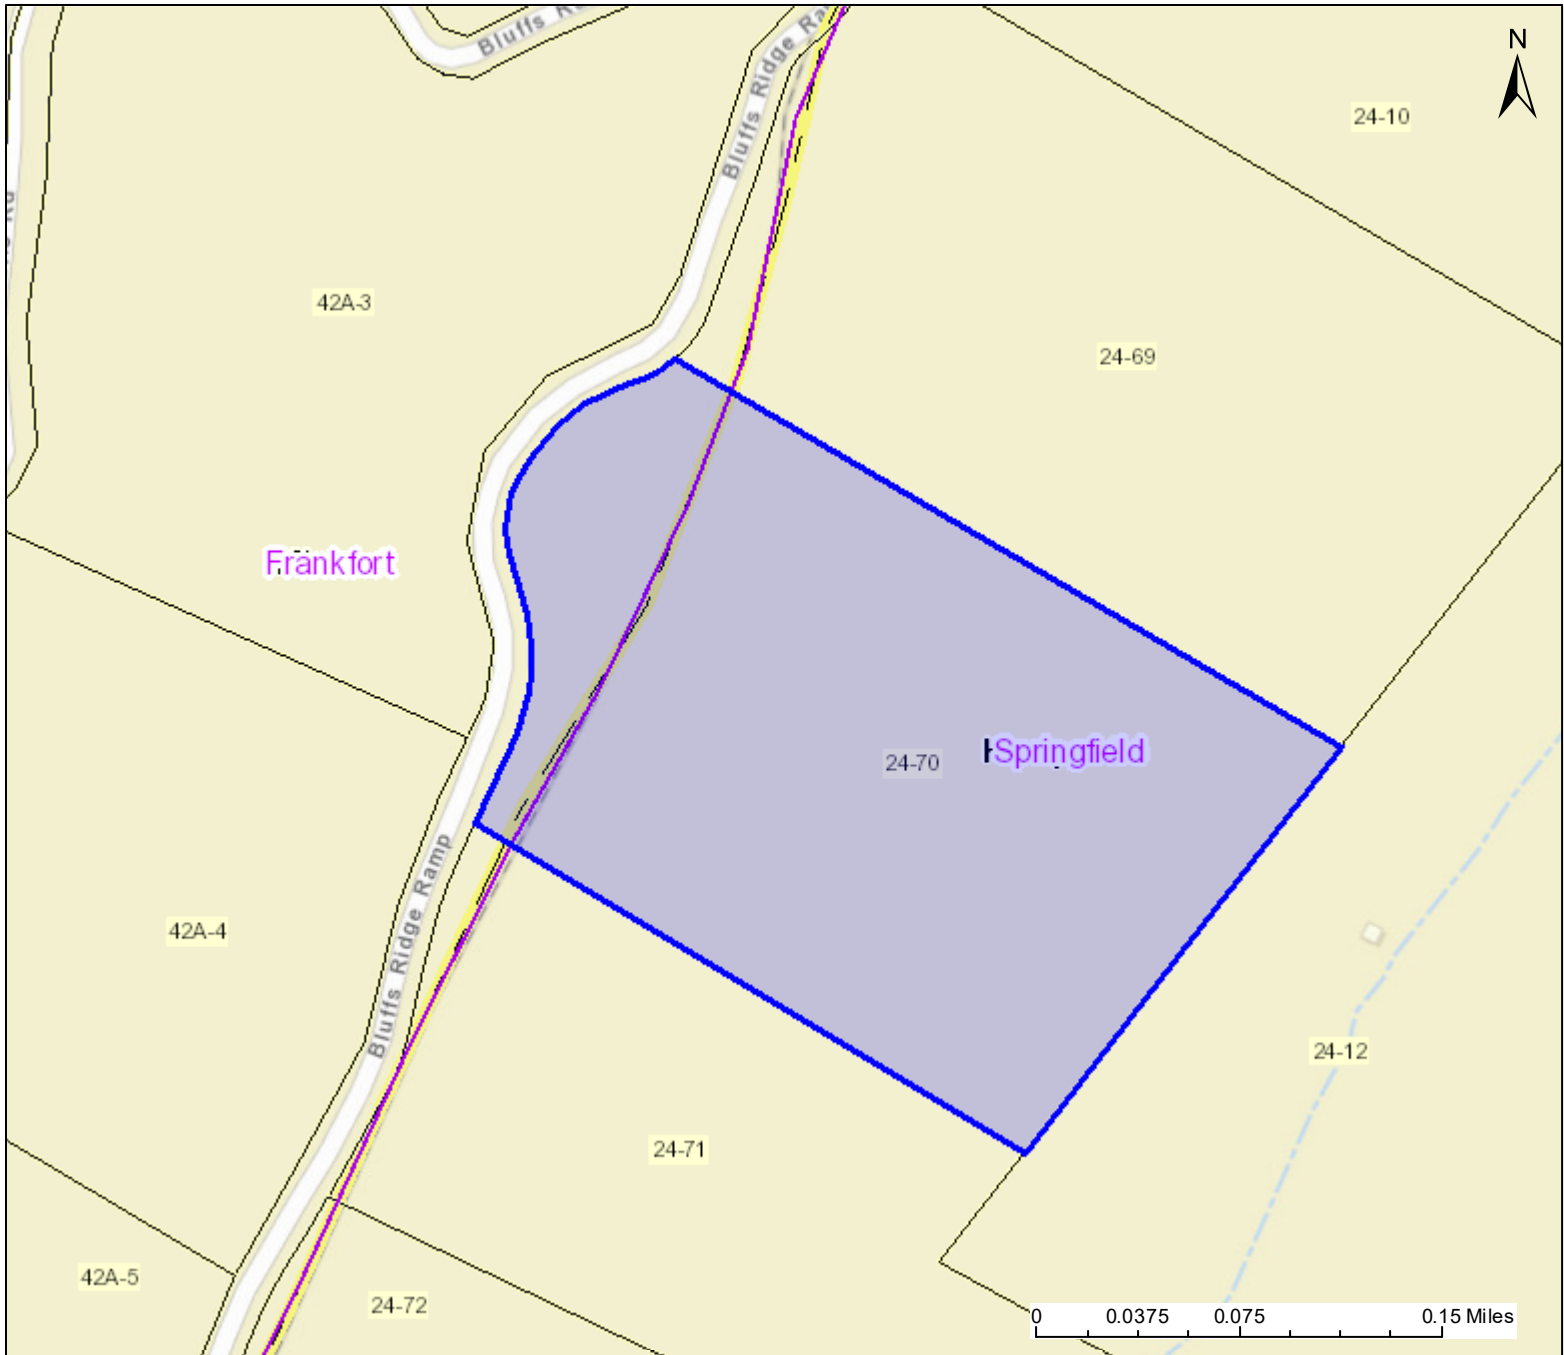 Bluffs
Bluffs Ridge
N
24-10
42A-3
24-69
Frankfort
24-70
Springfield
42A-4
Bluffs Ridge Ramp
24-12
24-71
42A-5
24-72
0 0.0375 0.075 0.15 Miles